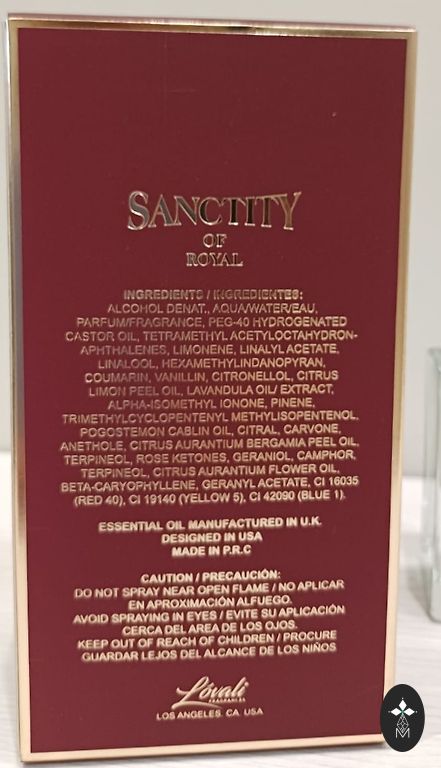 SANCTITY
OF
ROYAL
INGREDIENTS / INGREDIENTES:
ALCOHOL DENAT., AQUA/WATER/EAU,
PARFUM/FRAGRANCE, PEG-40 HYDROGENATED
CASTOR OIL, TETRAMETHYL ACETYLOCTAHYDRON-
APHTHALENES, LIMONENE, LINALYL ACETATE,
LINALOOL, HEXAMETHYLINDANOPYRAN,
COUMARIN, VANILLIN, CITRONELLOL, CITRUS
LIMON PEEL OIL, LAVANDULA OIL/ EXTRACT,
ALPHA-ISOMETHYL IONONE, PINENE,
TRIMETHYLCYCLOPENTENYL METHYLISOPENTENOL.
POGOSTEMON CABLIN OIL, CITRAL, CARVONE,
ANETHOLE, CITRUS AURANTIUM BERGAMIA PEEL OIL,
TERPINEOL, ROSE KETONES, GERANIOL, CAMPHOR,
TERPINEOL, CITRUS AURANTIUM FLOWER OIL,
BETA-CARYOPHYLLENE, GERANYL ACETATE, CI 16035
(RED 40), CI 19140 (YELLOW 5), CI 42090 (BLUE 1).
ESSENTIAL OIL MANUFACTURED IN U.K.
DESIGNED IN USA
MADE IN P.R.C
CAUTION / PRECAUCIÓN:
DO NOT SPRAY NEAR OPEN FLAME / NO APLICAR
EN APROXIMACIÓN ALFUEGO.
AVOID SPRAYING IN EYES / EVITE SU APLICACIÓN
CERCA DEL AREA DE LOS OJOS.
KEEP OUT OF REACH OF CHILDREN / PROCURE
GUARDAR LEJOS DEL ALCANCE DE LOS NIÑOS
Lovali
FRAGRANCES
LOS ANGELES. CA. USA
M